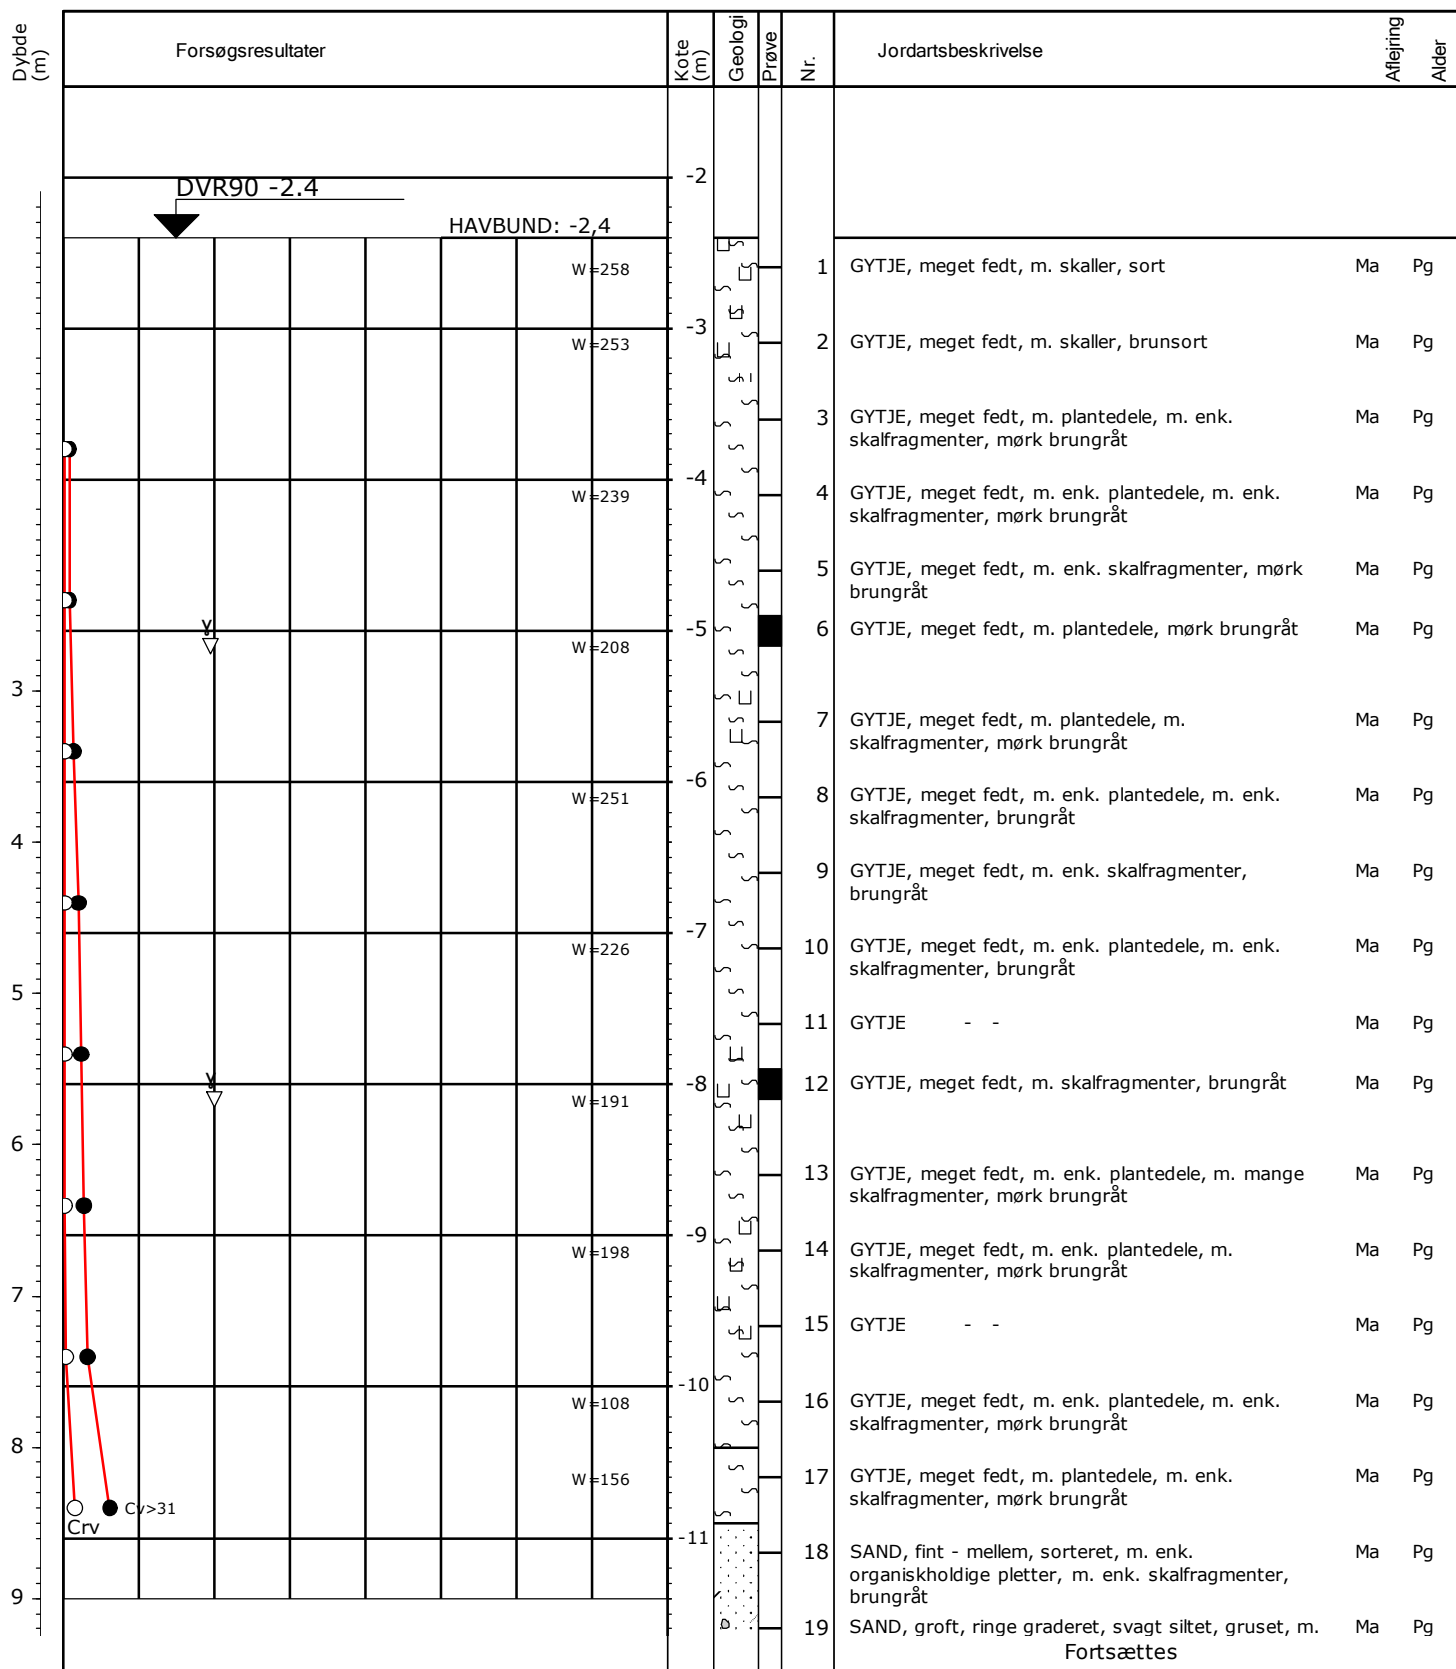 Dybde (m)
Forsøgsresultater
Kote (m)
Geologi
Prøve
Nr.
Jordartsbeskrivelse
Aflejring
Alder
-2
DVR90 -2.4
HAVBUND: -2,4
W=258
1 GYTJE, meget fedt, m. skaller, sort Ma Pg
-3
W=253
2 GYTJE, meget fedt, m. skaller, brunsort Ma Pg
3 GYTJE, meget fedt, m. plantedele, m. enk. Ma Pg
skalfragmenter, mørk brungråt
-4
W=239
4 GYTJE, meget fedt, m. enk. plantedele, m. enk. Ma Pg
skalfragmenter, mørk brungråt
5 GYTJE, meget fedt, m. enk. skalfragmenter, mørk Ma Pg
brungråt
γ
-5
6 GYTJE, meget fedt, m. plantedele, mørk brungråt Ma Pg
W=208
3
7 GYTJE, meget fedt, m. plantedele, m. Ma Pg
skalfragmenter, mørk brungråt
-6
W=251
8 GYTJE, meget fedt, m. enk. plantedele, m. enk. Ma Pg
skalfragmenter, brungråt
4
9 GYTJE, meget fedt, m. enk. skalfragmenter, Ma Pg
brungråt
-7
W=226
10 GYTJE, meget fedt, m. enk. plantedele, m. enk. Ma Pg
skalfragmenter, brungråt
5
11 GYTJE - - Ma Pg
γ
-8
12 GYTJE, meget fedt, m. skalfragmenter, brungråt Ma Pg
W=191
6
13 GYTJE, meget fedt, m. enk. plantedele, m. mange Ma Pg
skalfragmenter, mørk brungråt
-9
W=198
14 GYTJE, meget fedt, m. enk. plantedele, m. Ma Pg
skalfragmenter, mørk brungråt
7
15 GYTJE - - Ma Pg
-10
W=108
16 GYTJE, meget fedt, m. enk. plantedele, m. enk. Ma Pg
skalfragmenter, mørk brungråt
8
W=156
17 GYTJE, meget fedt, m. plantedele, m. enk. Ma Pg
skalfragmenter, mørk brungråt
Cv>31
Crv
-11
18 SAND, fint - mellem, sorteret, m. enk. Ma Pg
organiskholdige pletter, m. enk. skalfragmenter,
brungråt
9
19 SAND, groft, ringe graderet, svagt siltet, gruset, m. Ma Pg
Fortsættes